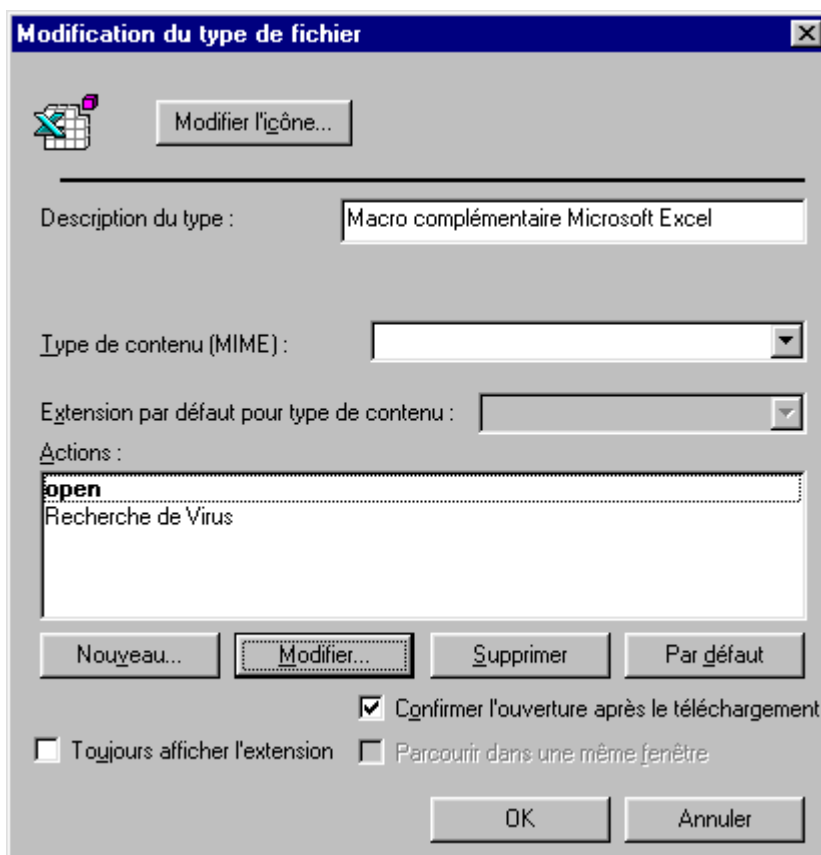 Modification du type de fichier
Modifier l'icône...
Description du type :
Macro complémentaire Microsoft Excel
Type de contenu (MIME) :
Extension par défaut pour type de contenu :
Actions :
open
Recherche de Virus
Nouveau...
Modifier...
Supprimer
Par défaut
Confirmer l'ouverture après le téléchargement
Toujours afficher l'extension
Parcourir dans une même fenêtre
OK
Annuler